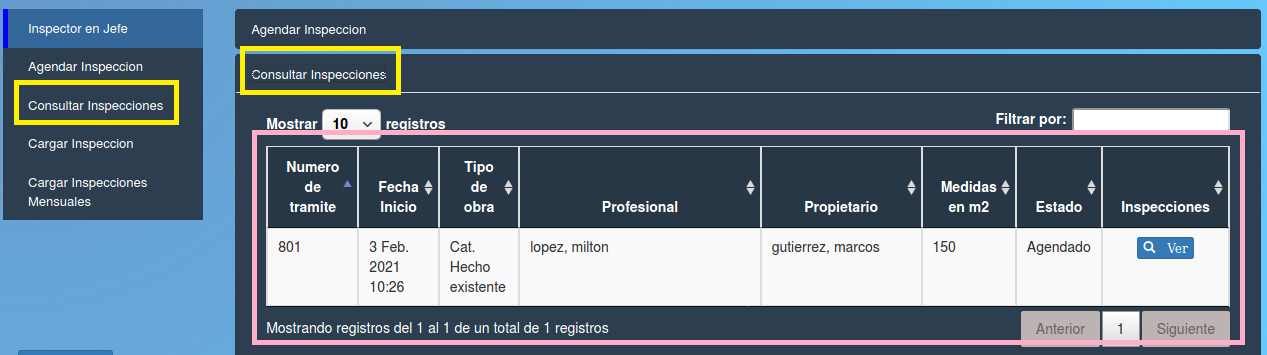 Inspector en Jefe
Agendar Inspeccion
Consultar Inspecciones
Cargar Inspeccion
Cargar Inspecciones
Mensuales
Agendar Inspeccion
Consultar Inspecciones
Mostrar 10 registros
Filtrar por:
Numero
de
tramite
Fecha
Inicio
Tipo
de
obra
Profesional
Propietario
Medidas
en m2
Estado
Inspecciones
801
3 Feb.
2021
10:26
Cat.
Hecho
existente
lopez, milton
gutierrez, marcos
150
Agendado
Ver
Mostrando registros del 1 al 1 de un total de 1 registros
Anterior 1 Siguiente